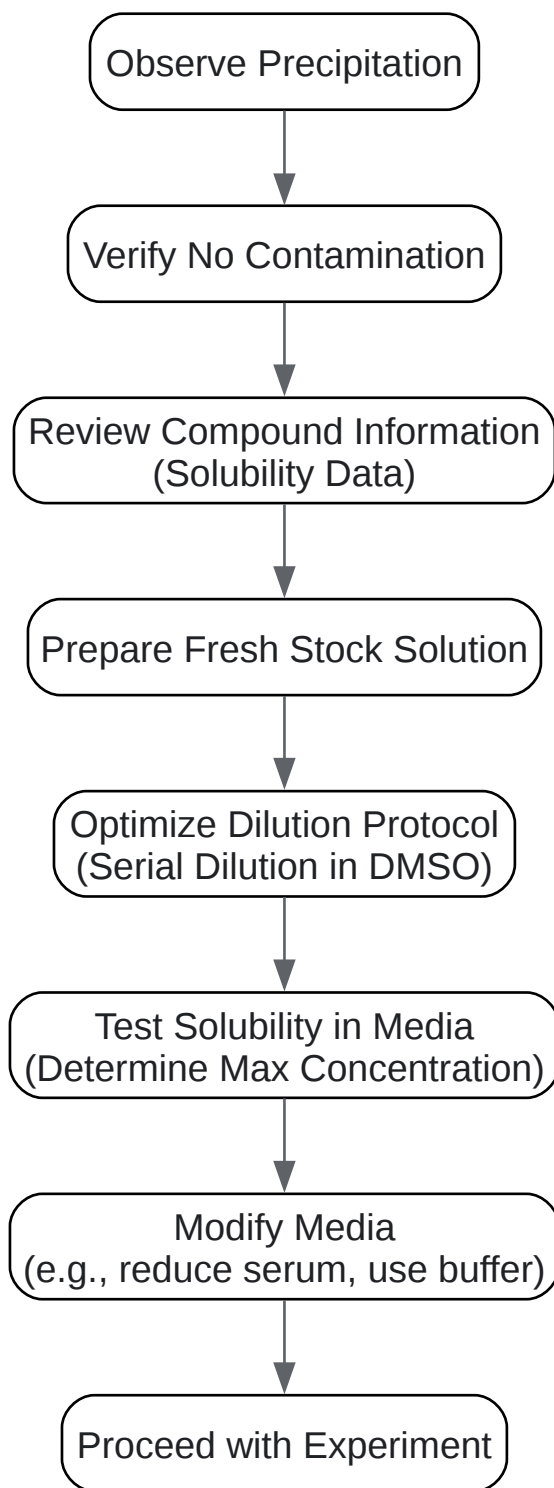 Observe Precipitation
Verify No Contamination
Review Compound Information
(Solubility Data)
Prepare Fresh Stock Solution
Optimize Dilution Protocol
(Serial Dilution in DMSO)
Test Solubility in Media
(Determine Max Concentration)
Modify Media
(e.g., reduce serum, use buffer)
Proceed with Experiment